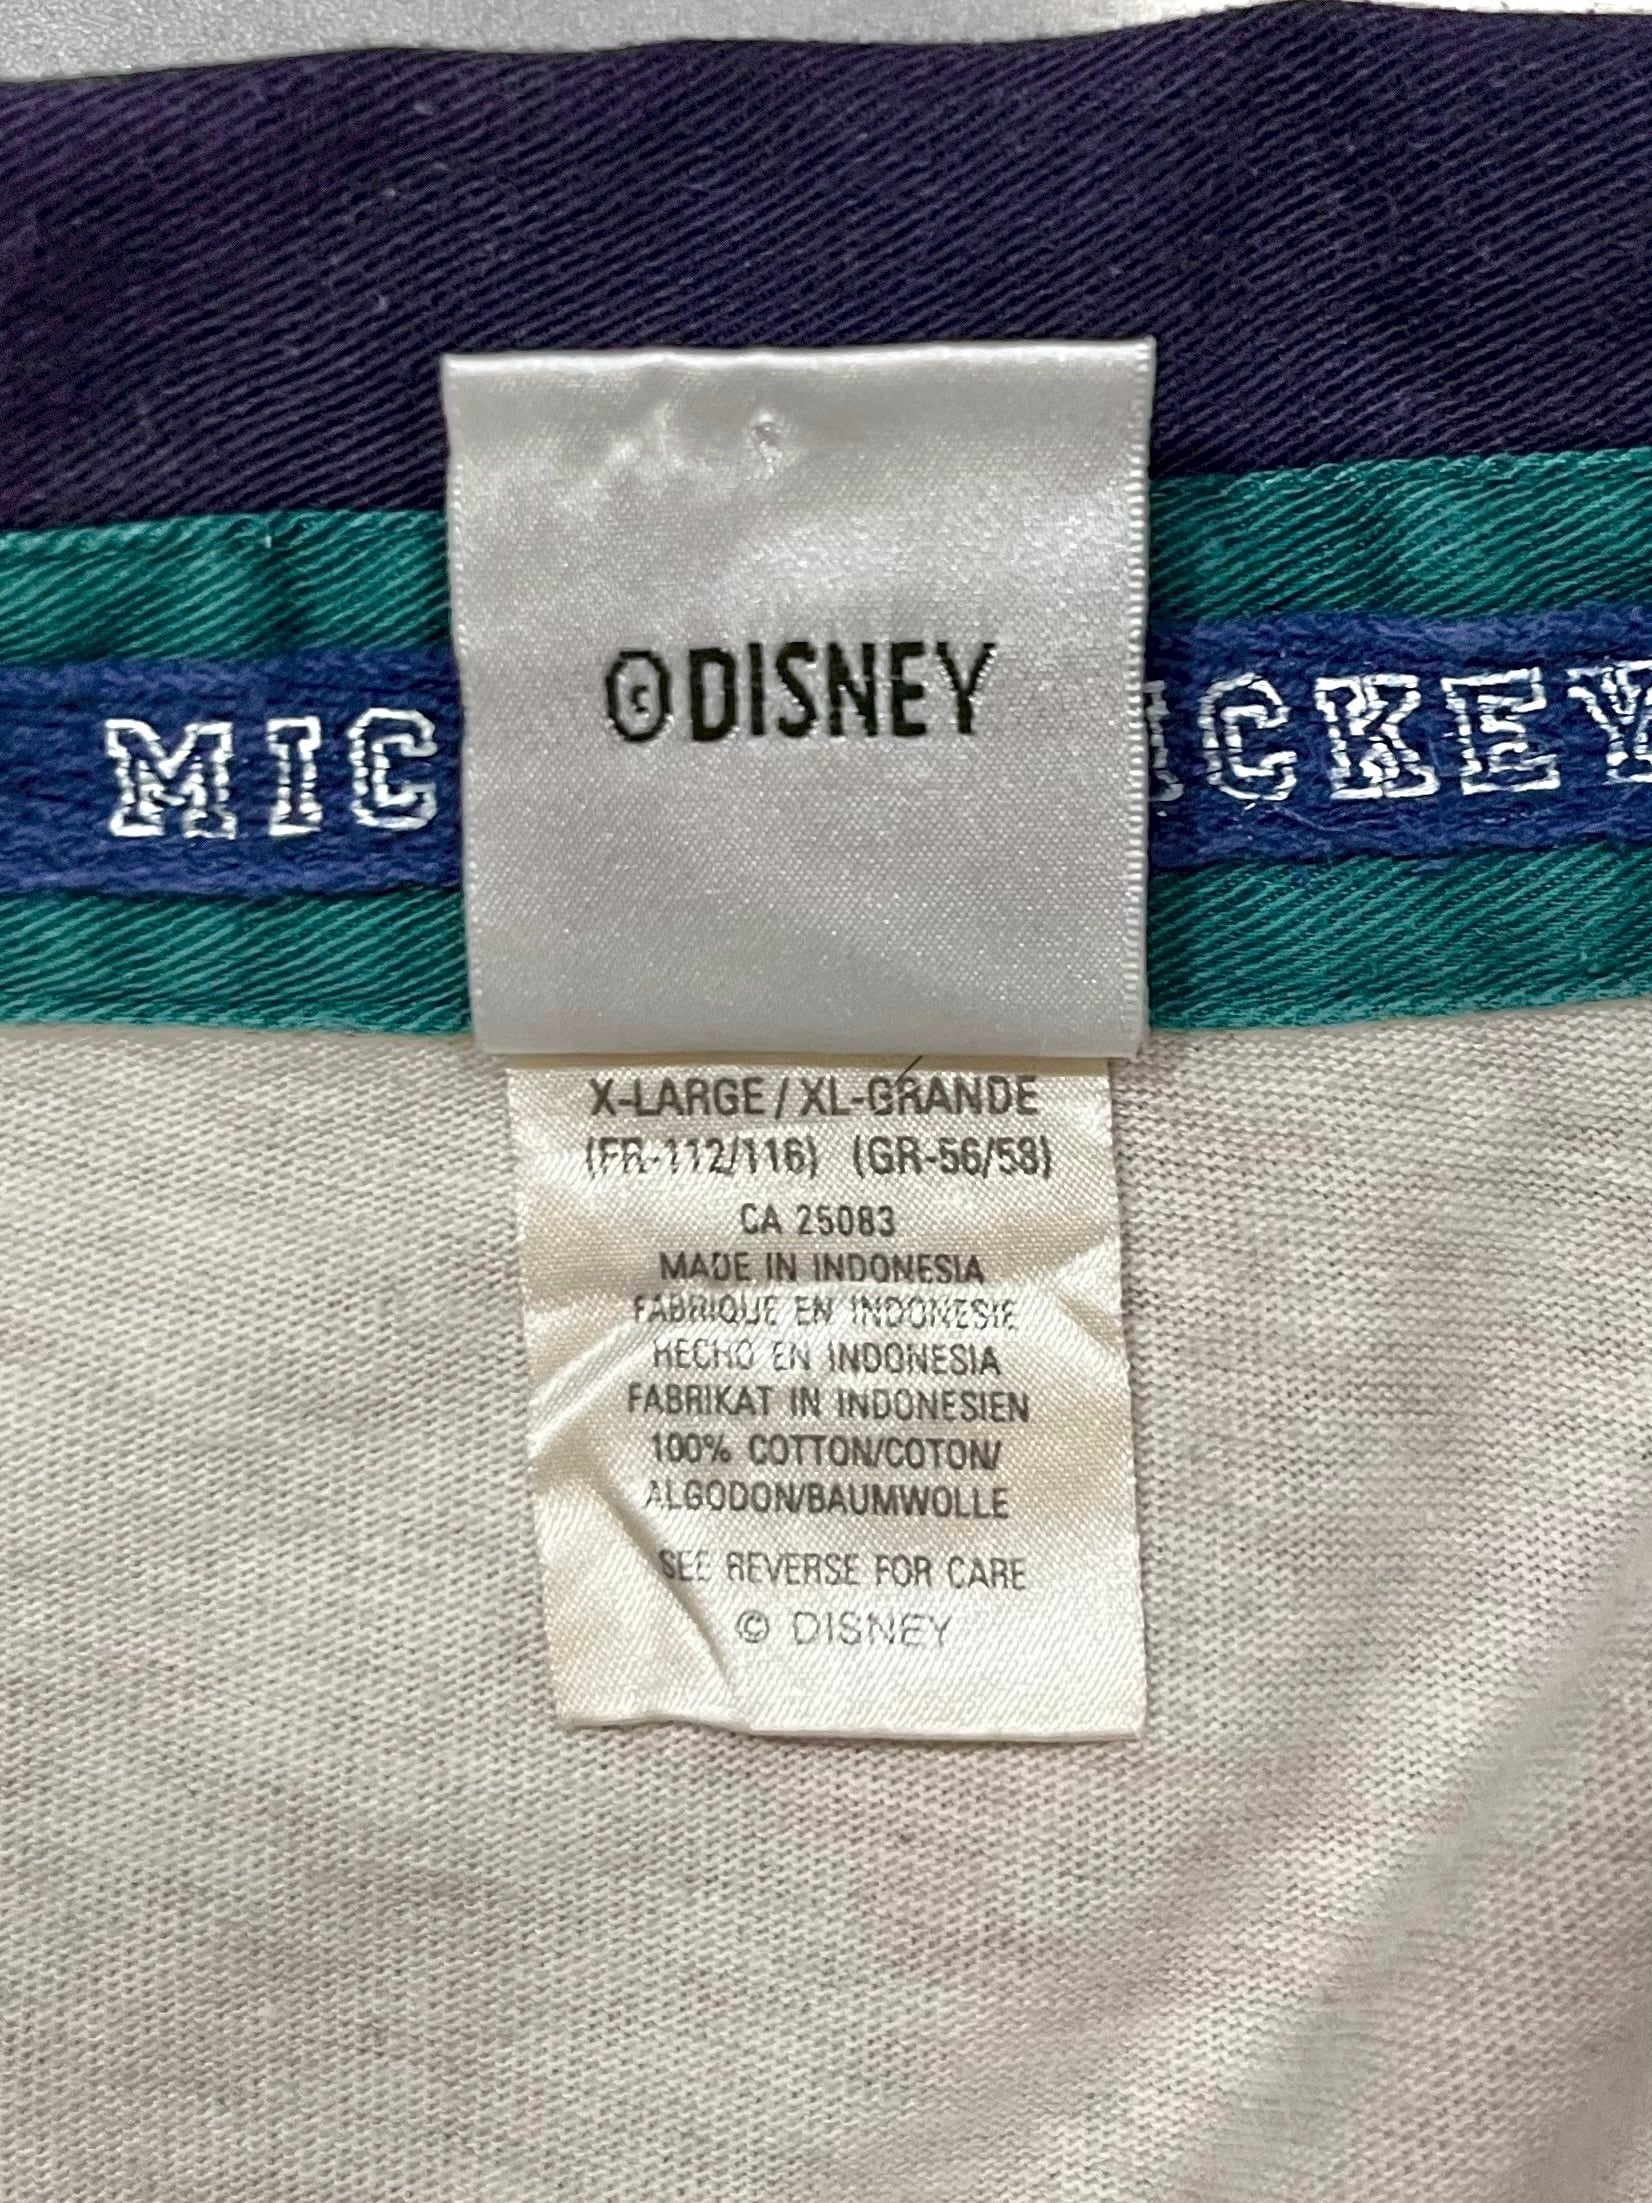 ©DISNEY
MIC ICKEY
X-LARGE / XL-GRANDE
(FR-112/116) (GR-56/58)
CA 25083
MADE IN INDONESIA
FABRIQUE EN INDONESIE
HECHO EN INDONESIA
FABRIKAT IN INDONESIEN
100% COTTON/COTON/
ALGODON/BAUMWOLLE
SEE REVERSE FOR CARE
© DISNEY